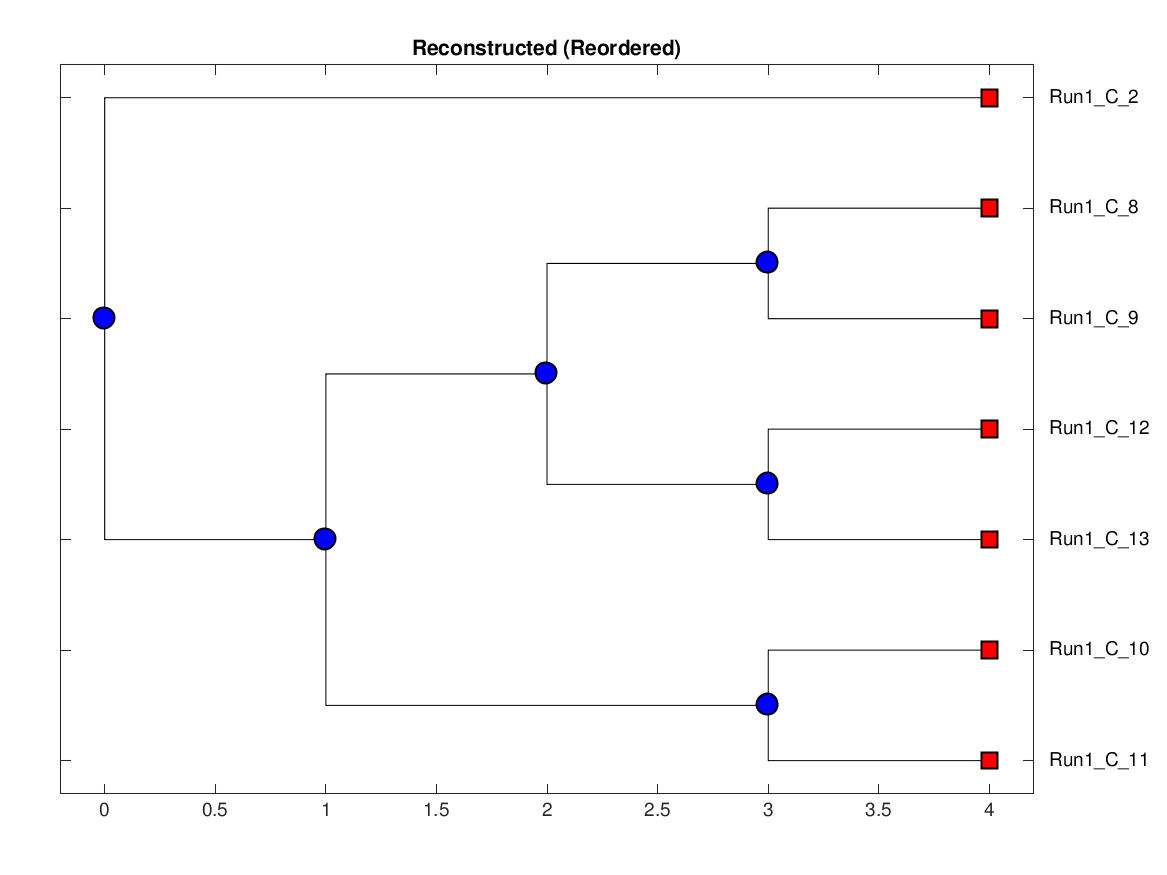 Reconstructed (Reordered)
Run1_C_2
Run1_C_8
Run1_C_9
Run1_C_12
Run1_C_13
Run1_C_10
Run1_C_11
0 0.5 1 1.5 2 2.5 3 3.5 4